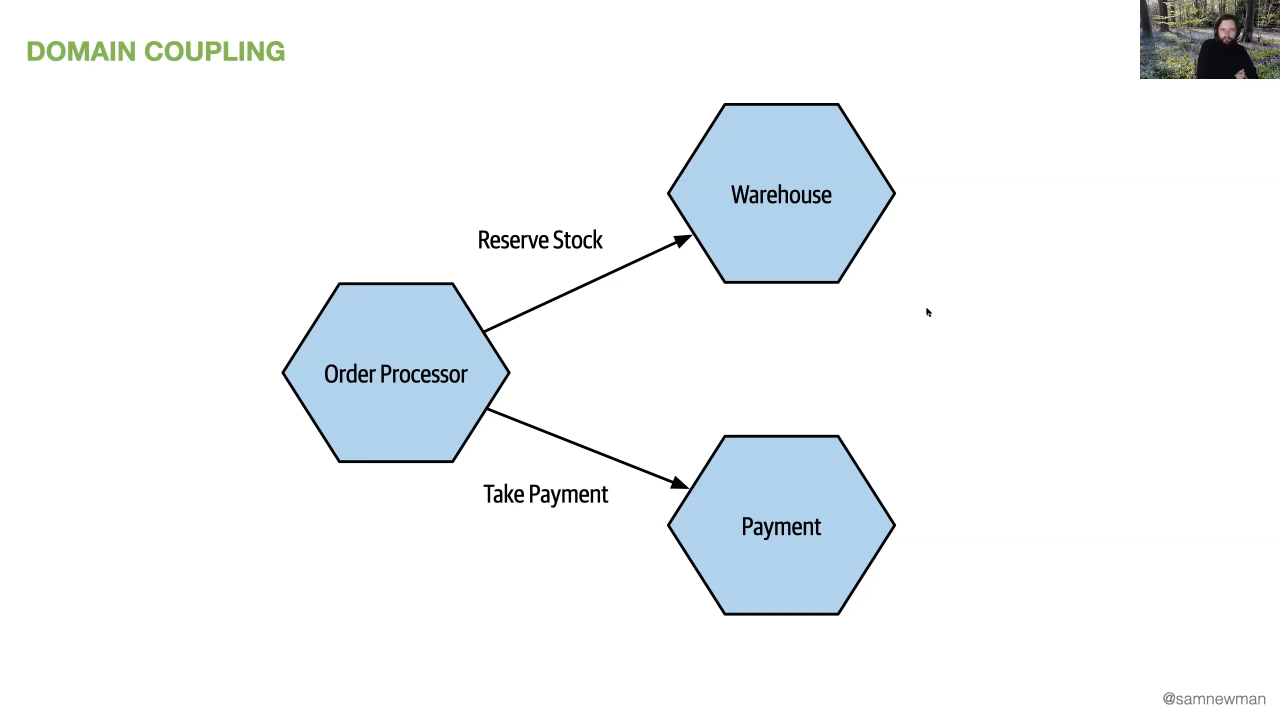 DOMAIN COUPLING
Warehouse
Reserve Stock
Order Processor
Take Payment
Payment
@samnewman